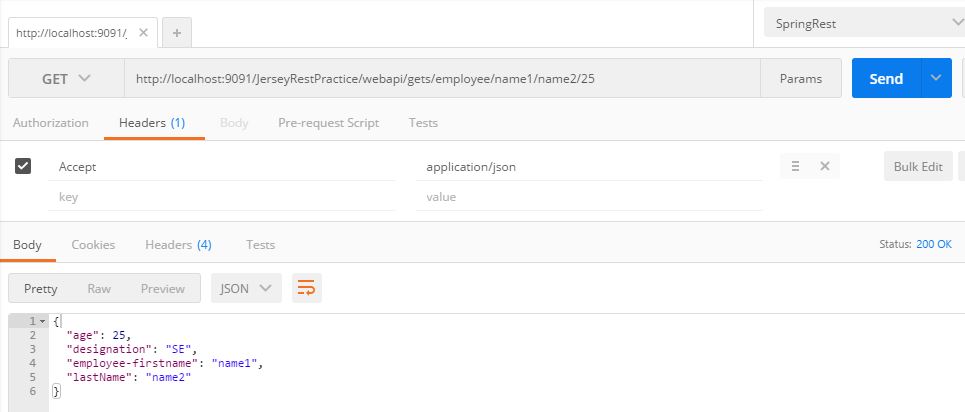 http://localhost:9091/J
SpringRest
GET http://localhost:9091/JerseyRestPractice/webapi/gets/employee/name1/name2/25 Params Send
Authorization Headers (1) Body Pre-request Script Tests
Accept application/json Bulk Edit
key value
Body Cookies Headers (4) Tests Status: 200 OK
Pretty Raw Preview JSON
1 {
2 "age": 25,
3 "designation": "SE",
4 "employee-firstname": "name1",
5 "lastName": "name2"
6 }